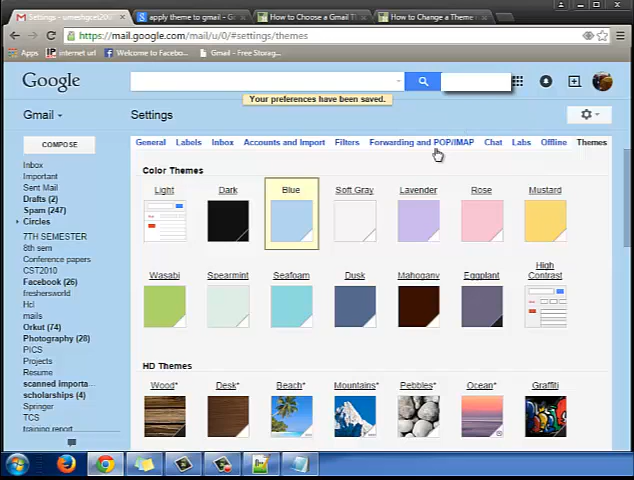 Settings - umeshgce200
apply theme to gmail - Go
How to Choose a Gmail T
How to Change a Theme
https://mail.google.com/mail/u/0/#settings/themes
Apps
internet url
Welcome to Facebo...
Gmail - Free Storag...
Google
Your preferences have been saved.
Gmail
Settings
COMPOSE
General Labels Inbox Accounts and Import Filters Forwarding and POP/IMAP Chat Labs Offline Themes
Inbox
Important
Sent Mail
Drafts (2)
Spam (247)
Circles
7TH SEMESTER
8th sem
Conference papers
CST2010
Facebook (26)
freshersworld
Hcl
mails
Orkut (74)
Photography (28)
PICS
Projects
Resume
scanned importa...
scholarships (4)
Springer
TCS
training report
Color Themes
Light Dark Blue Soft Gray Lavender Rose Mustard
Wasabi Spearmint Seafoam Dusk Mahogany Eggplant High Contrast
HD Themes
Wood* Desk* Beach* Mountains* Pebbles* Ocean* Graffiti